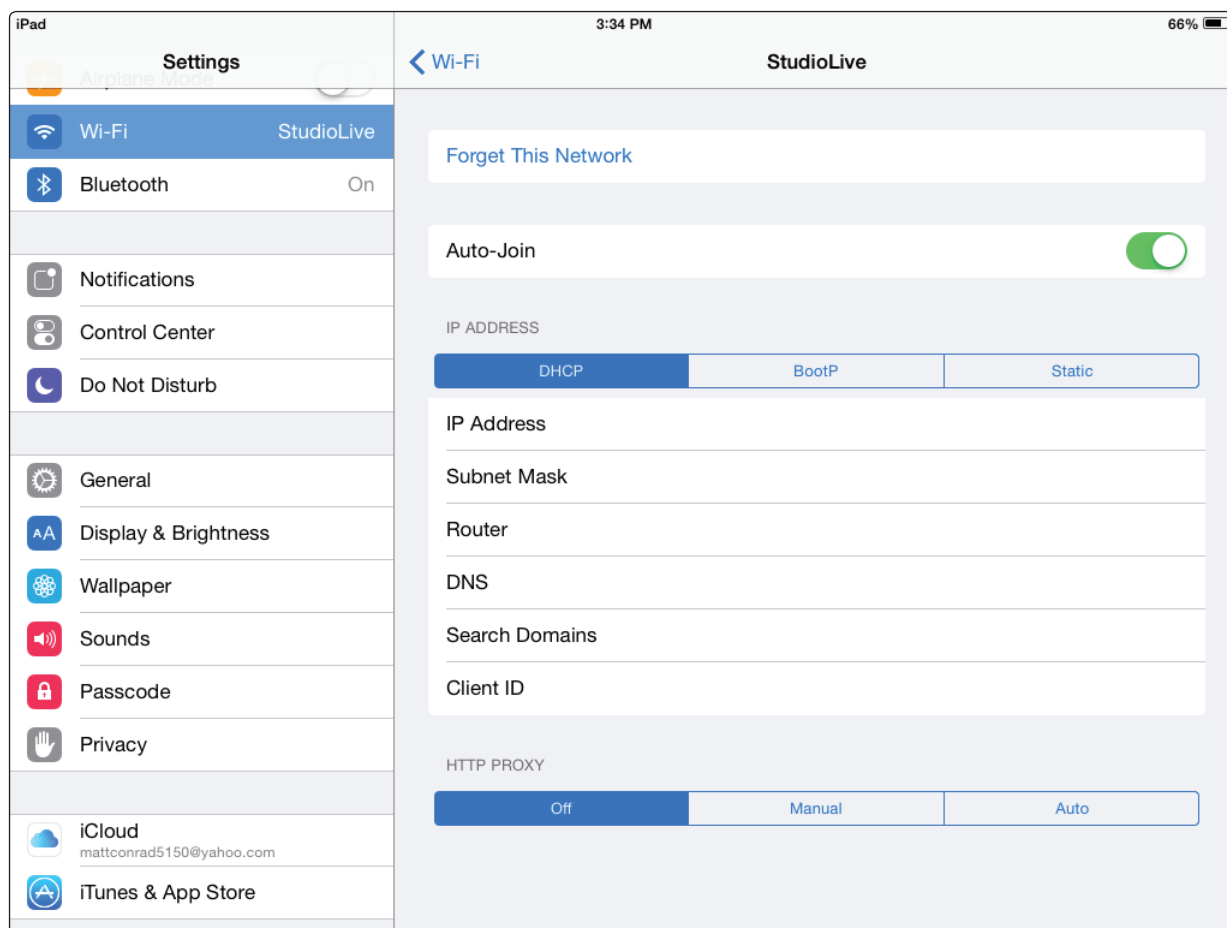 iPad
3:34 PM
66%
Settings
Airplane Mode
Wi-Fi StudioLive
Bluetooth On
Notifications
Control Center
Do Not Disturb
General
AA Display & Brightness
Wallpaper
Sounds
Passcode
Privacy
iCloud
mattconrad5150@yahoo.com
iTunes & App Store
Wi-Fi
StudioLive
Forget This Network
Auto-Join
IP ADDRESS
DHCP BootP Static
IP Address
Subnet Mask
Router
DNS
Search Domains
Client ID
HTTP PROXY
Off Manual Auto